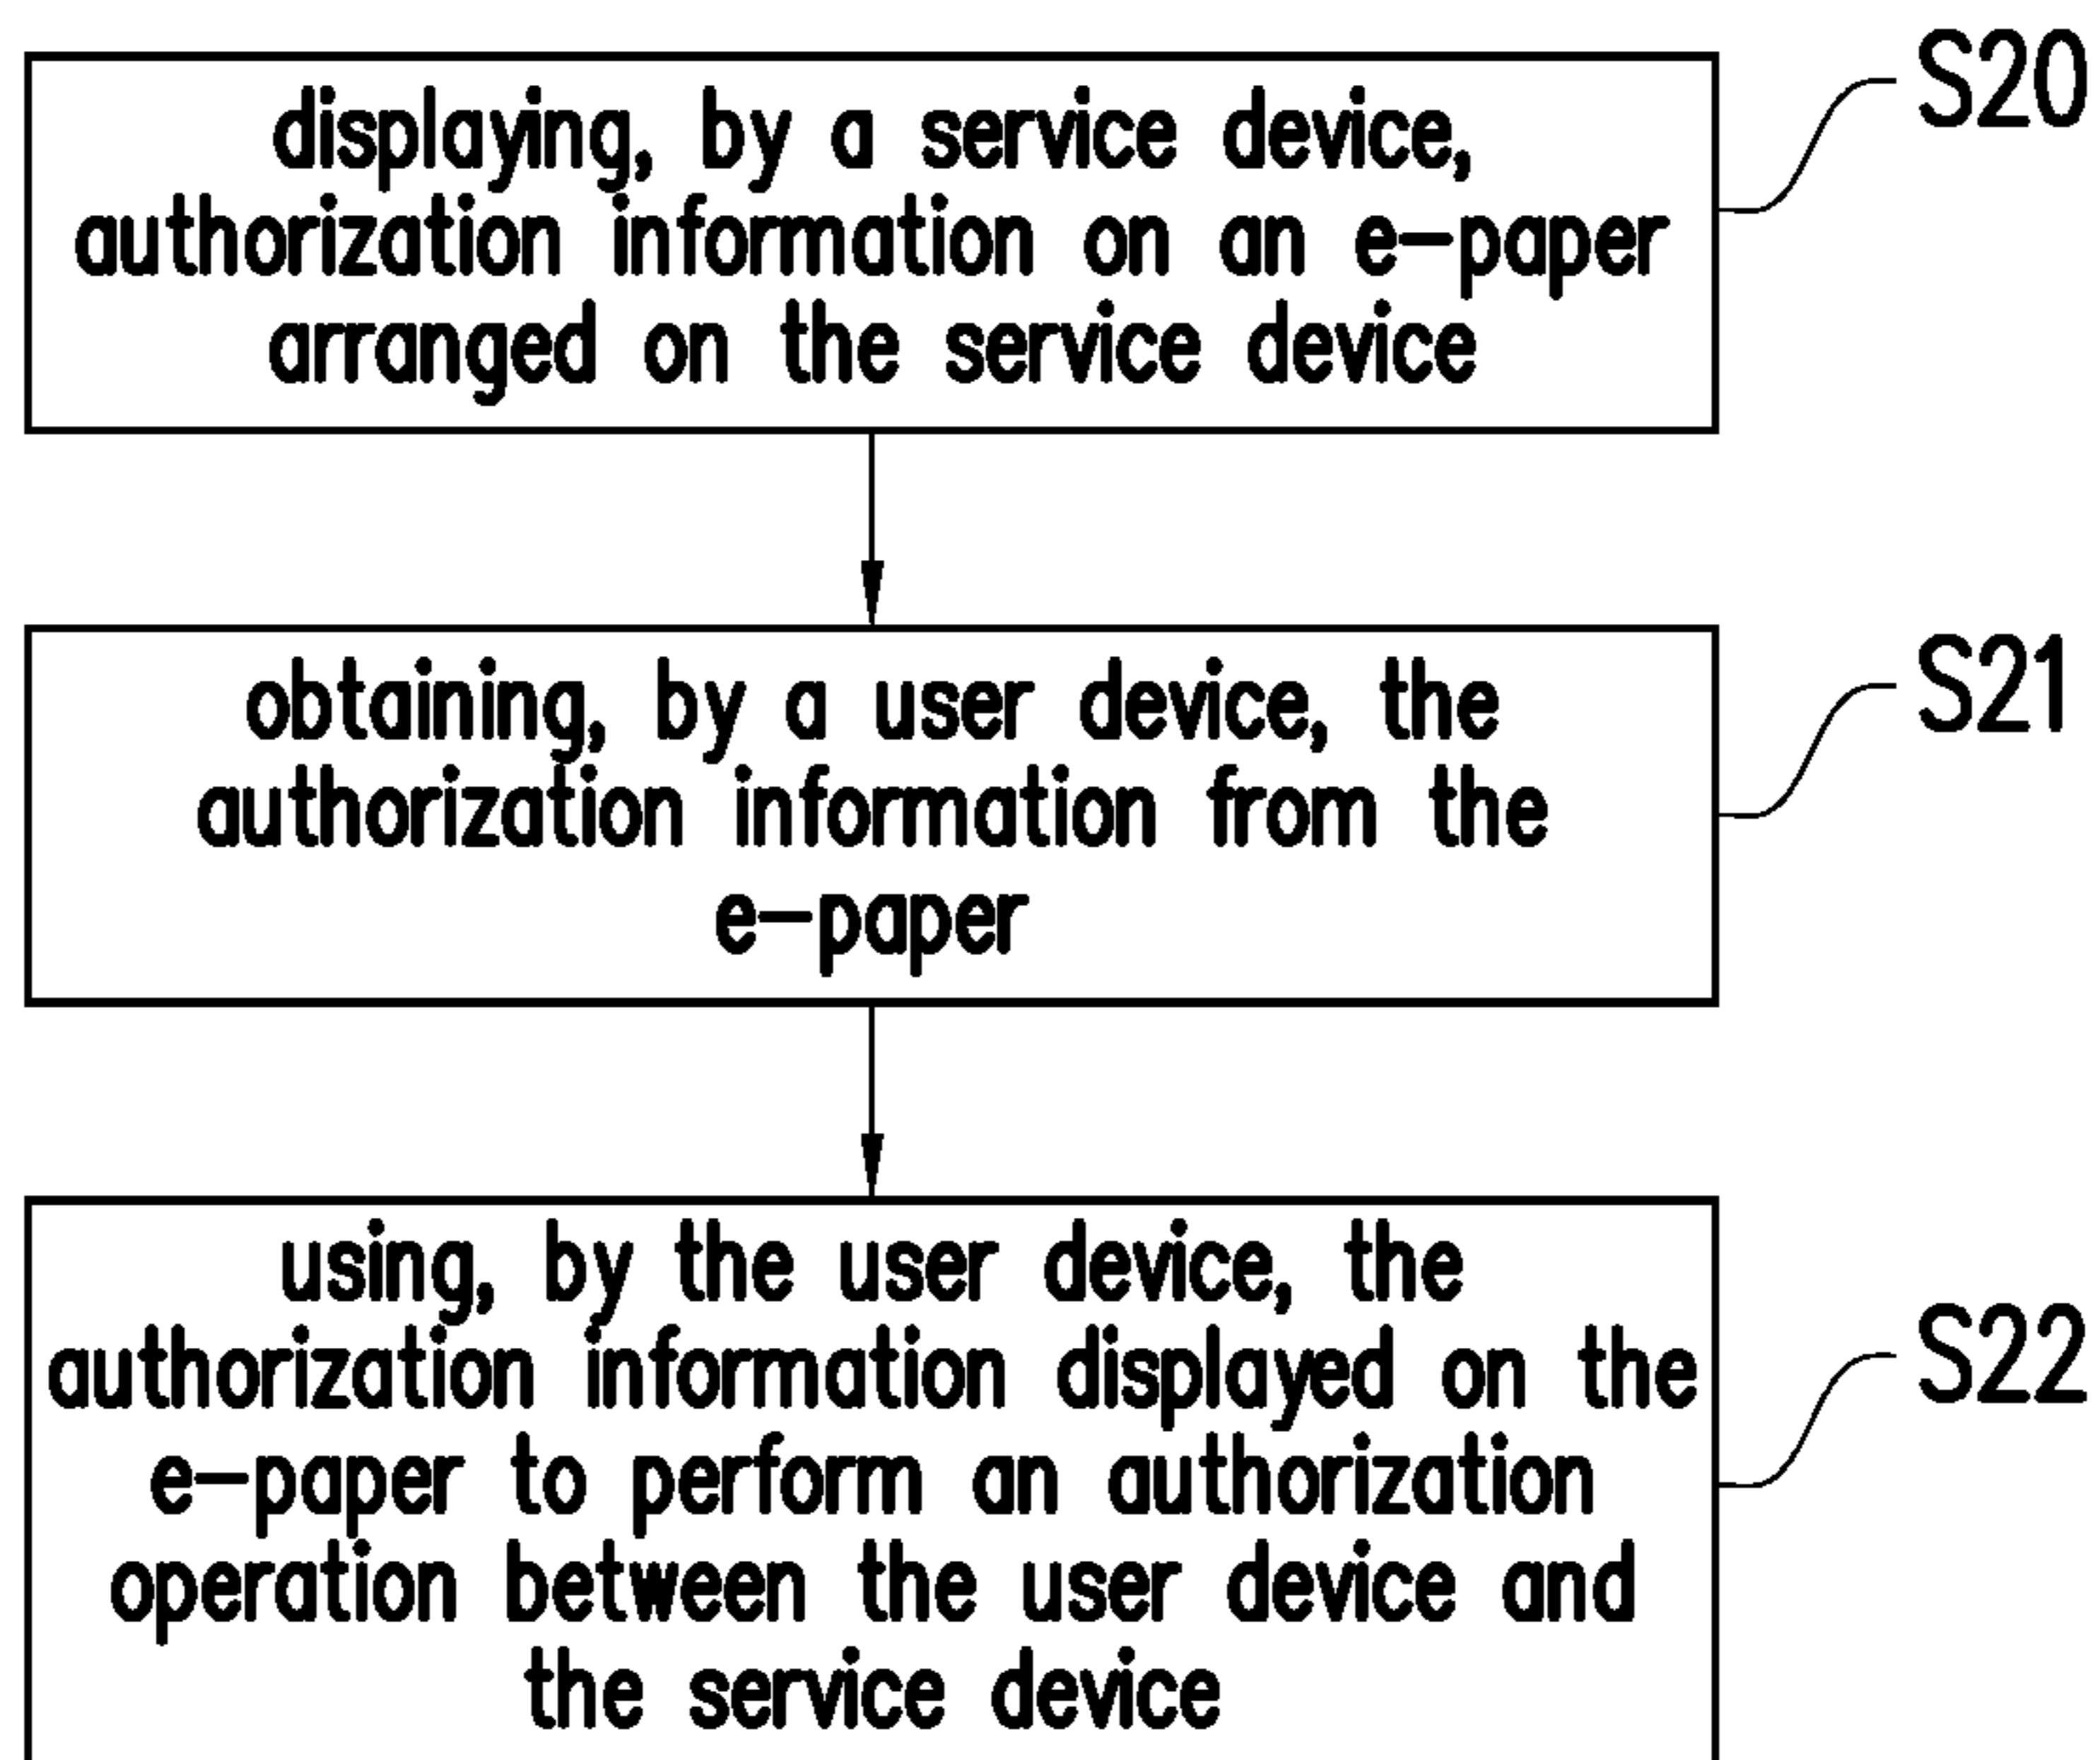 displaying, by a service device,
authorization information on an e-paper
arranged on the service device
S20
obtaining, by a user device, the
authorization information from the
e-paper
S21
using, by the user device, the
authorization information displayed on the
e-paper to perform an authorization
operation between the user device and
the service device
S22